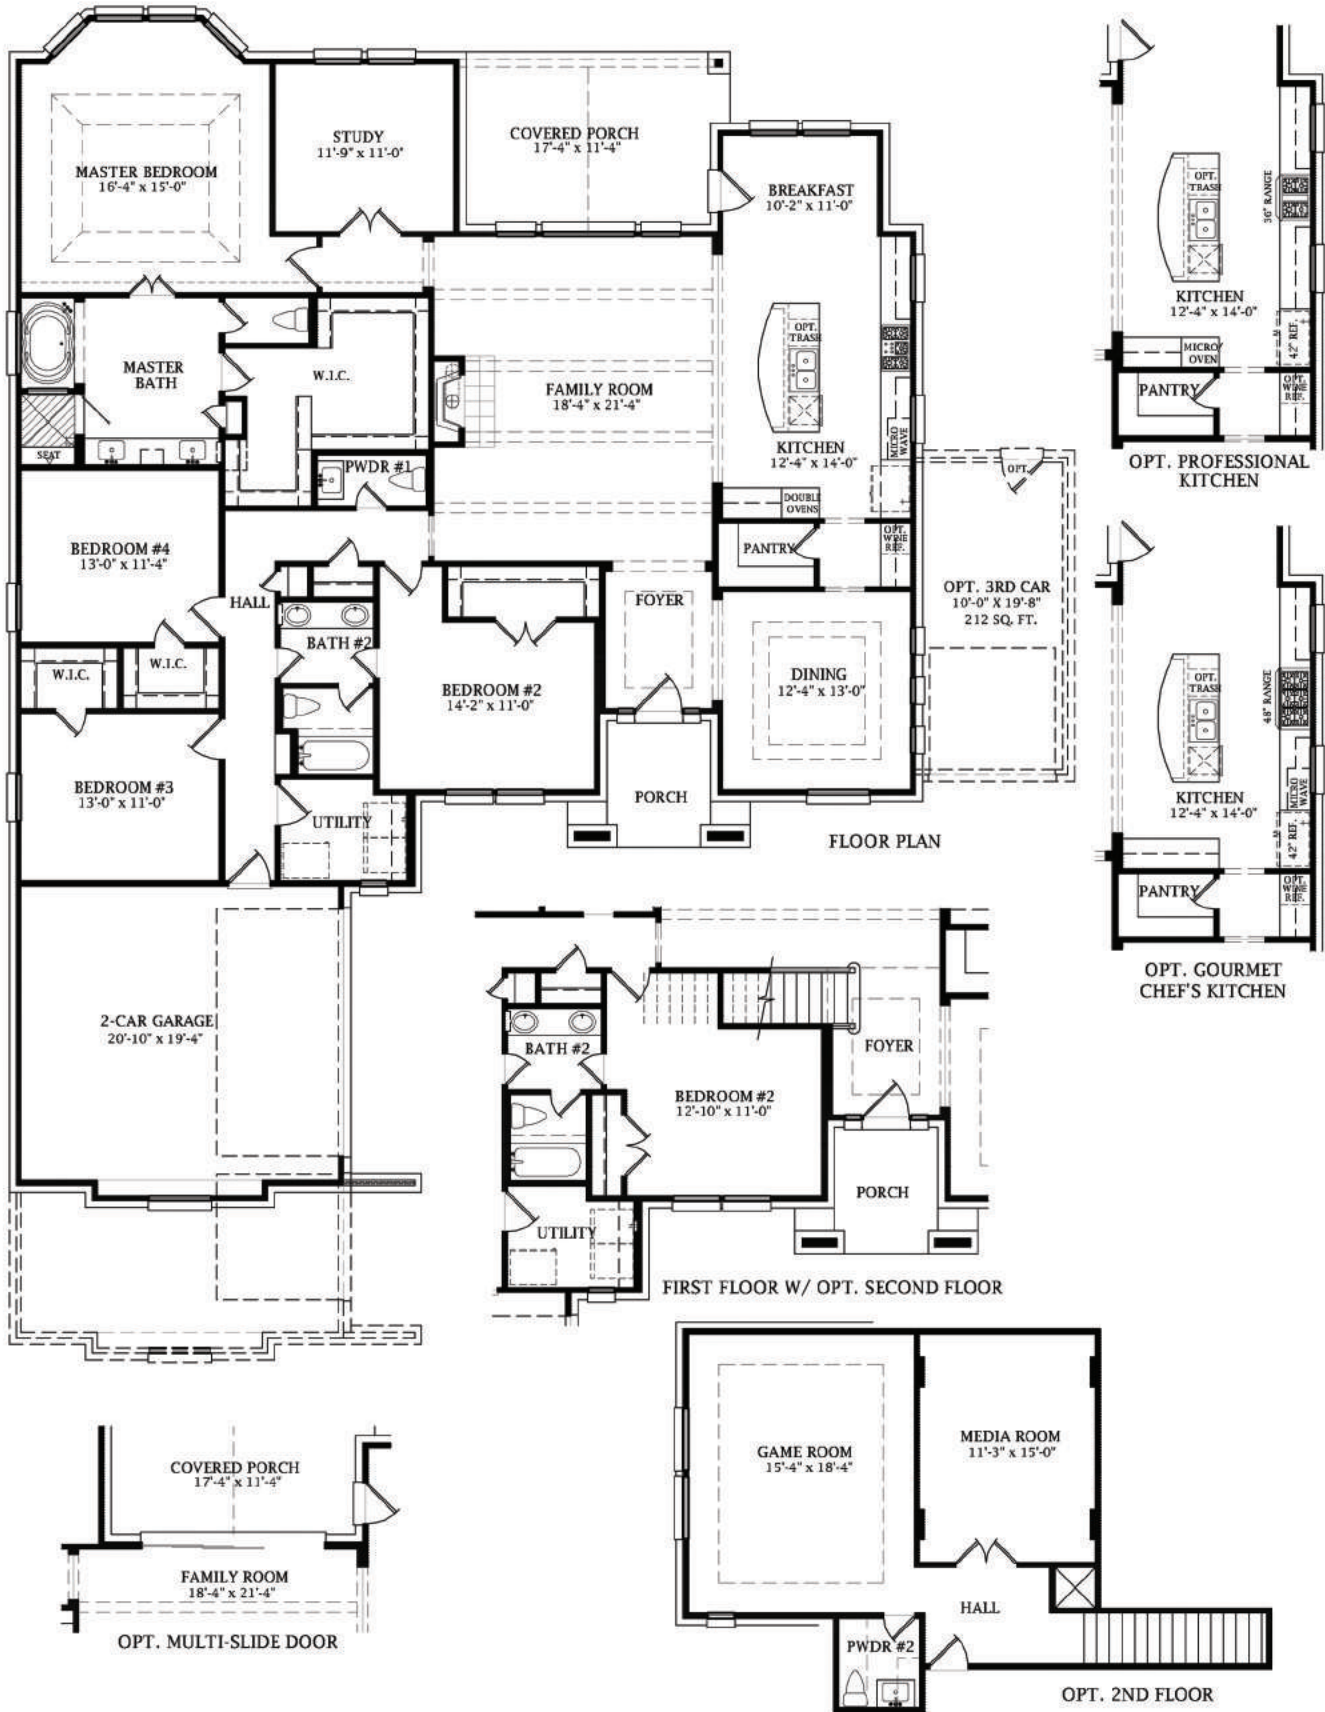 MASTER BEDROOM
16'-4" x 15'-0"
STUDY
11'-9" x 11'-0"
COVERED PORCH
17'-4" x 11'-4"
BREAKFAST
10'-2" x 11'-0"
MASTER
BATH
W.I.C.
SEAT
PWDR #1
FAMILY ROOM
18'-4" x 21'-4"
OPT.
TRASH
KITCHEN
12'-4" x 14'-0"
MICRO
WAVE
DOUBLE
OVENS
PANTRY
OPT.
WINE
REF.
OPT.
OPT. 3RD CAR
10'-0" X 19'-8"
212 SQ. FT.
BEDROOM #4
13'-0" x 11'-4"
HALL
W.I.C.
W.I.C.
BATH #2
BEDROOM #2
14'-2" x 11'-0"
FOYER
DINING
12'-4" x 13'-0"
BEDROOM #3
13'-0" x 11'-0"
UTILITY
PORCH
FLOOR PLAN
2-CAR GARAGE
20'-10" x 19'-4"
OPT.
TRASH
36" RANGE
KITCHEN
12'-4" x 14'-0"
MICRO/
OVEN
42" REF.
PANTRY
OPT.
WINE
REF.
OPT. PROFESSIONAL
KITCHEN
OPT.
TRASH
48" RANGE
KITCHEN
12'-4" x 14'-0"
MICRO
WAVE
42" REF.
PANTRY
OPT.
WINE
REF.
OPT. GOURMET
CHEF'S KITCHEN
BATH #2
BEDROOM #2
12'-10" x 11'-0"
FOYER
PORCH
UTILITY
FIRST FLOOR W/ OPT. SECOND FLOOR
COVERED PORCH
17'-4" x 11'-4"
FAMILY ROOM
18'-4" x 21'-4"
OPT. MULTI-SLIDE DOOR
GAME ROOM
15'-4" x 18'-4"
MEDIA ROOM
11'-3" x 15'-0"
HALL
PWDR #2
OPT. 2ND FLOOR